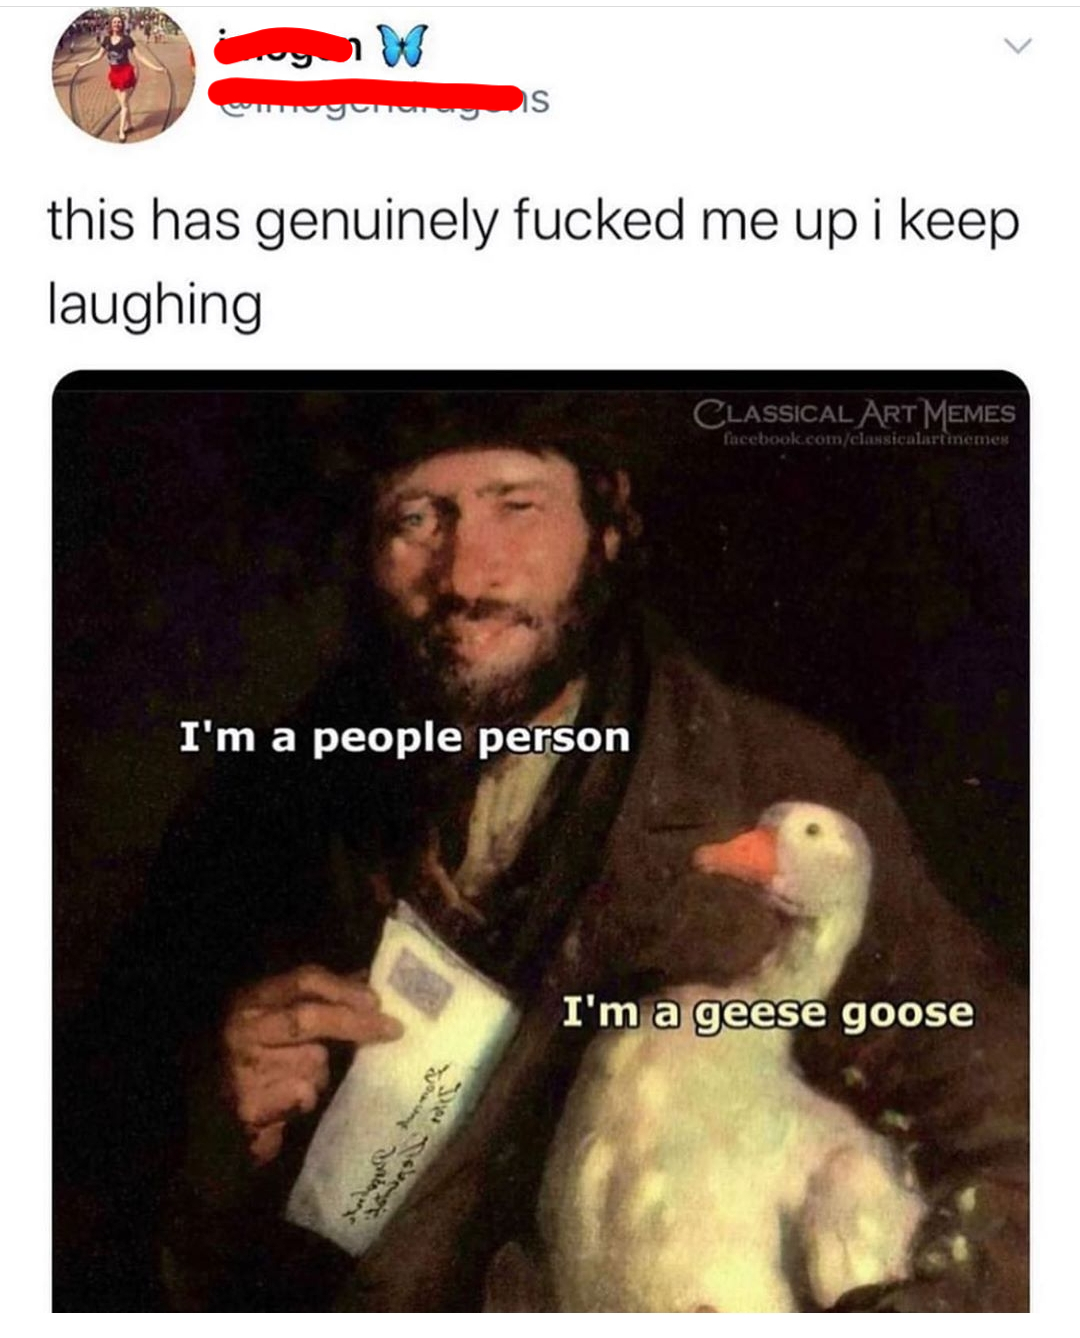 this has genuinely fucked me up i keep
laughing
CLASSICAL ART MEMES
facebook.com/classicalartmemes
I'm a people person
I'm a geese goose